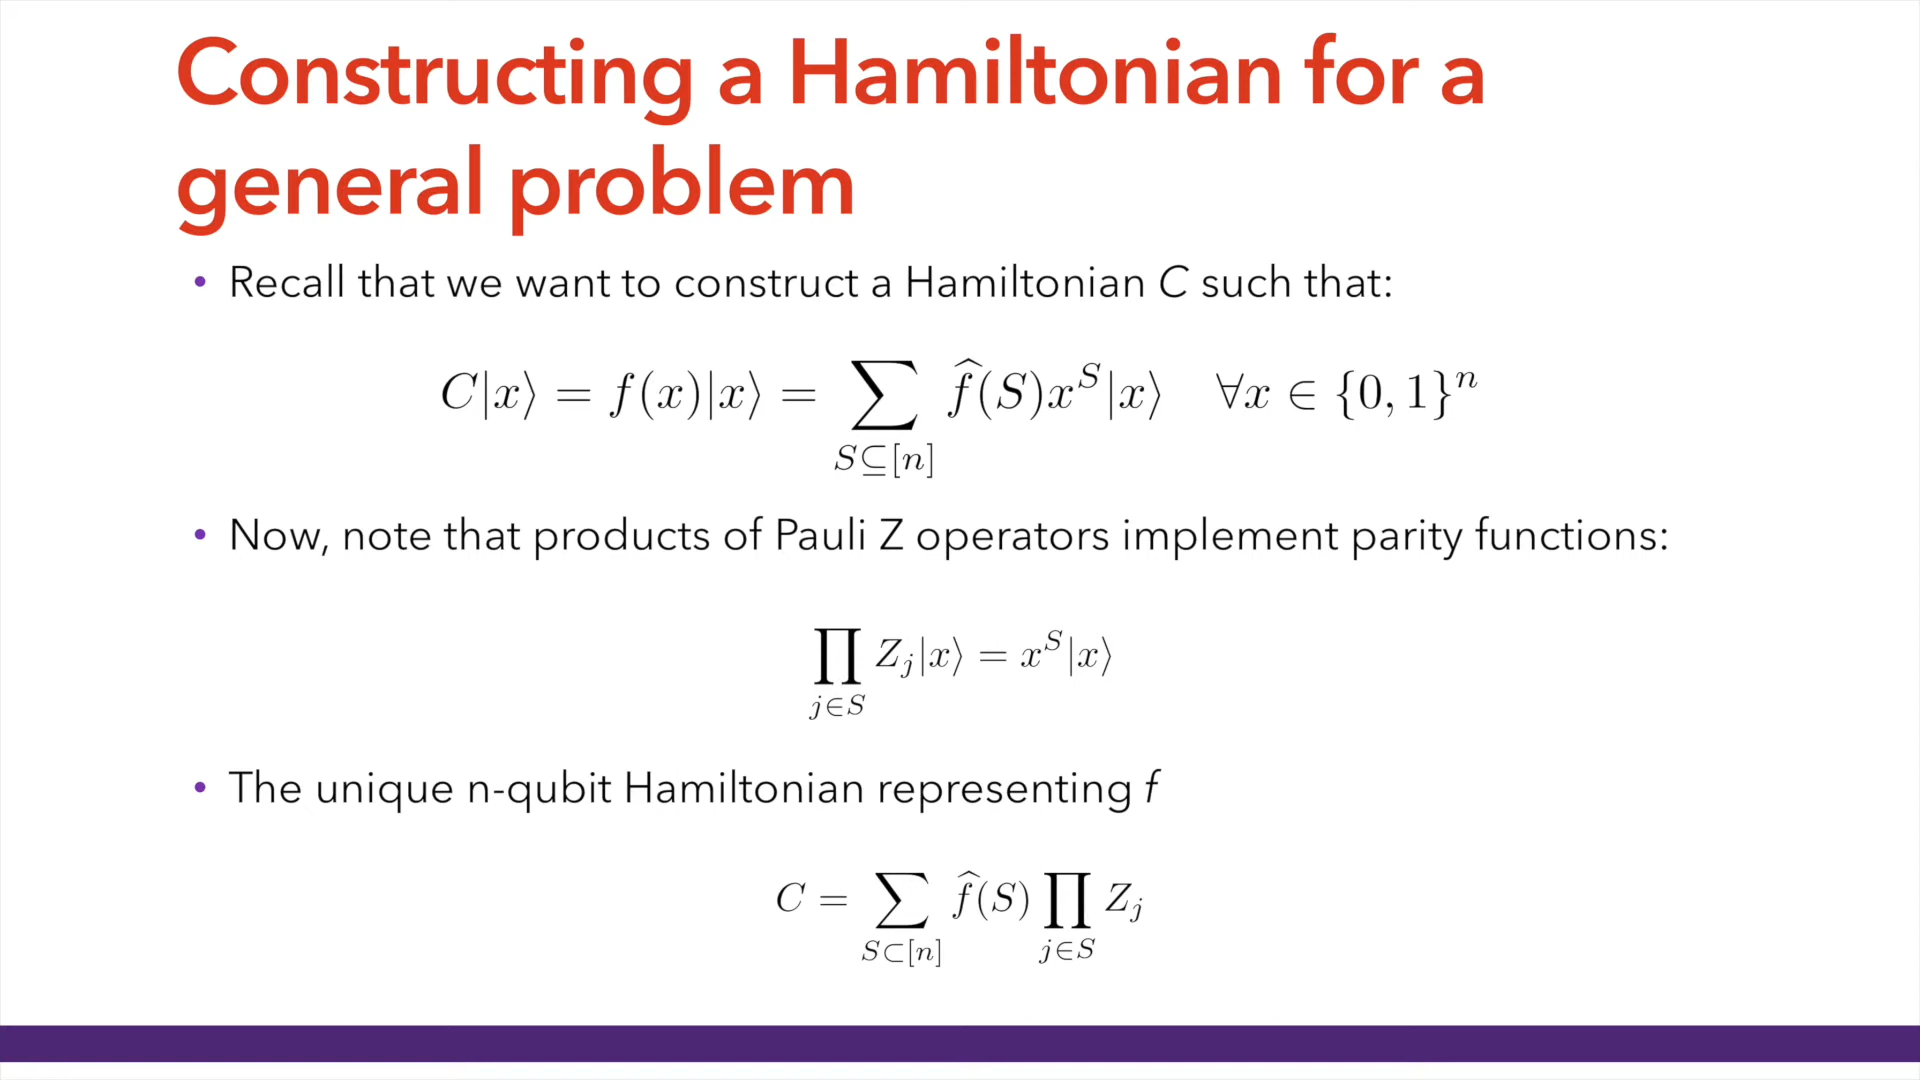 Constructing a Hamiltonian for a
general problem
• Recall that we want to construct a Hamiltonian C such that:
C|x⟩ = f(x)|x⟩ = ∑_{S⊆[n]} f̂(S)x^S|x⟩ ∀x ∈ {0, 1}^n
• Now, note that products of Pauli Z operators implement parity functions:
∏_{j∈S} Z_j|x⟩ = x^S|x⟩
• The unique n-qubit Hamiltonian representing f
C = ∑_{S⊂[n]} f̂(S) ∏_{j∈S} Z_j